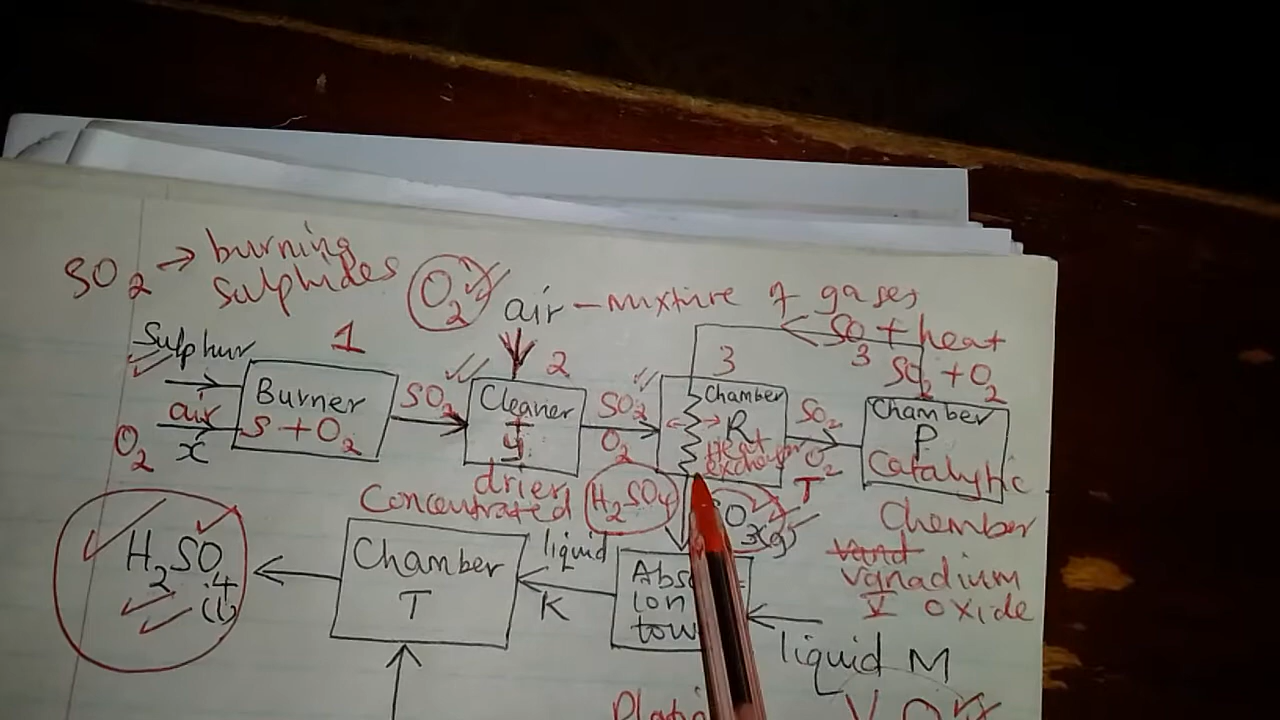 SO2 → burning
sulphides
O2
air - mixture of gases
Sulphur
1
2
3
SO3 + heat
SO2 + O2
Burner
S + O2
air
O2
x
SO2
Cleaner
y
drier
SO2
O2
Chamber
R
Heat
exchanger
SO2
O2
T
Chamber
P
Catalytic
Chamber
Vanadium
V oxide
Concentrated H2SO4
SO3(g)
H2SO4
(l)
Chamber
T
liquid
K
ion
liquid M